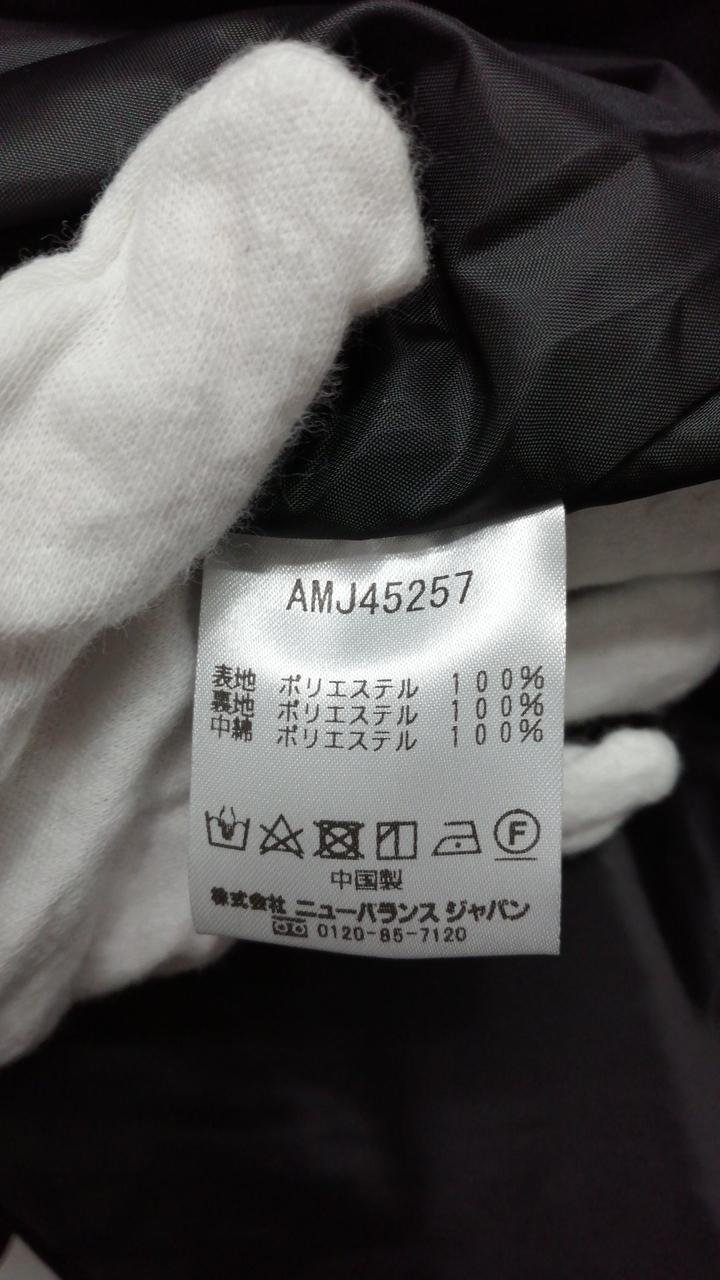 AMJ45257
表地 ポリエステル 100%
裏地 ポリエステル 100%
中綿 ポリエステル 100%
F
中国製
株式会社 ニューバランス ジャパン
0120-85-7120